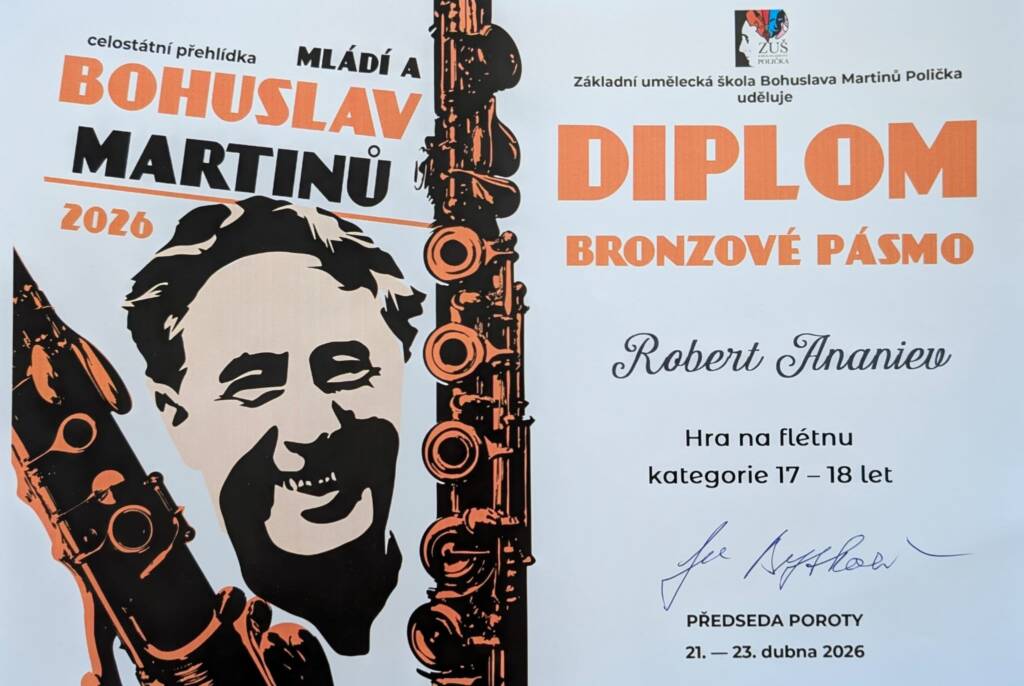 celostátní přehlídka
MLÁDÍ A
BOHUSLAV
MARTINŮ
2026
ZUŠ
POLIČKA
Základní umělecká škola Bohuslava Martinů Polička
uděluje
DIPLOM
BRONZOVÉ PÁSMO
Robert Ananiev
Hra na flétnu
kategorie 17 – 18 let
PŘEDSEDA POROTY
21. — 23. dubna 2026